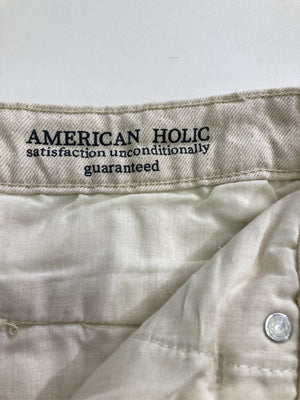 AMERICAN HOLIC
satisfaction unconditionally
guaranteed